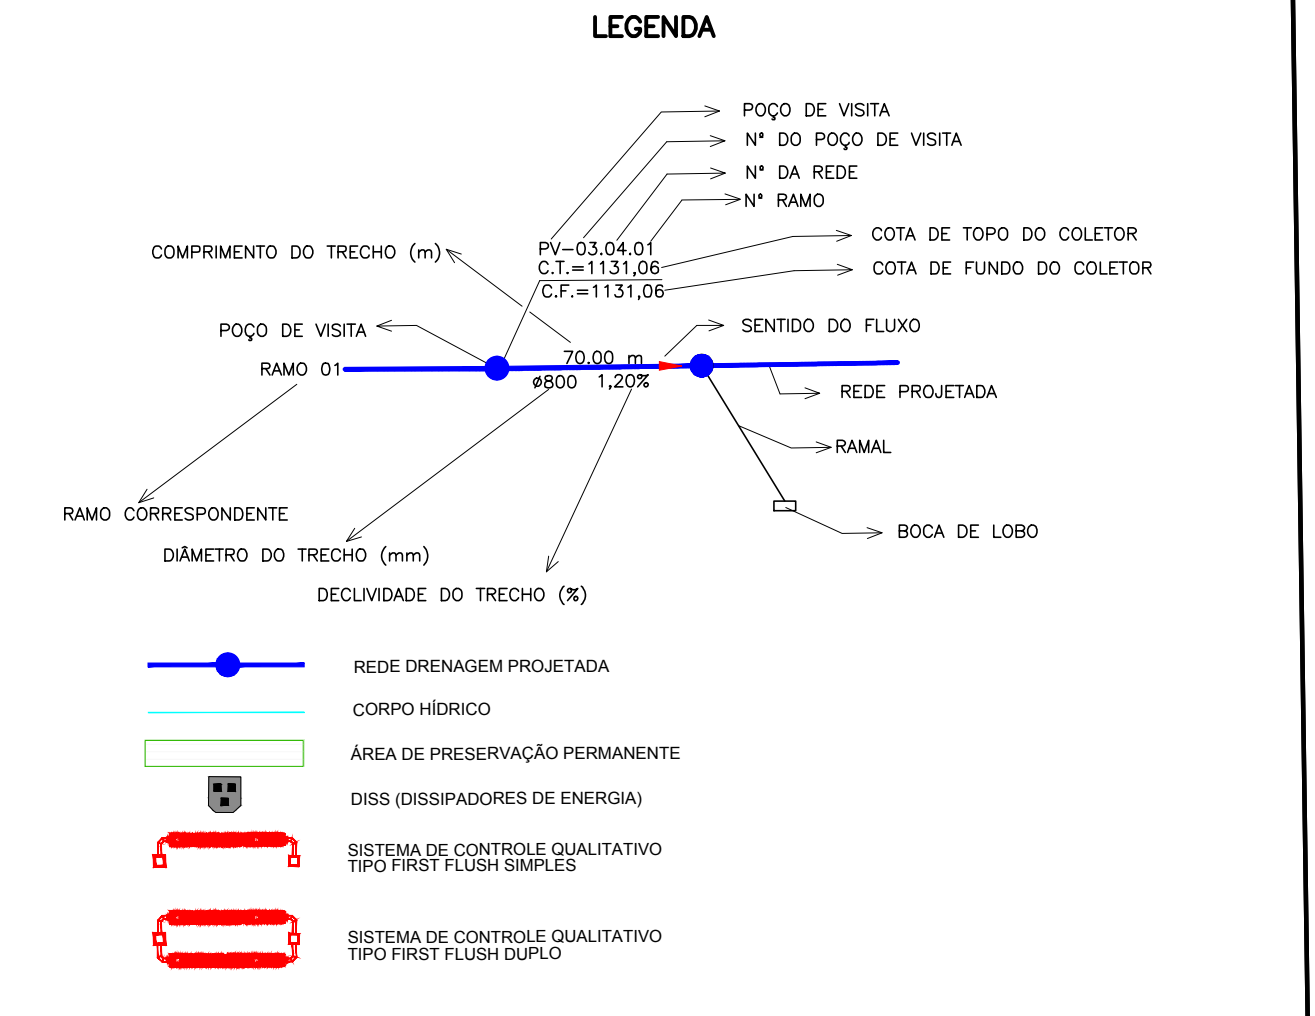 LEGENDA
POÇO DE VISITA
Nº DO POÇO DE VISITA
Nº DA REDE
Nº RAMO
PV-03.04.01
C.T.=1131,06
C.F.=1131,06
COTA DE TOPO DO COLETOR
COTA DE FUNDO DO COLETOR
COMPRIMENTO DO TRECHO (m)
POÇO DE VISITA
SENTIDO DO FLUXO
RAMO 01
70.00 m
ø800 1,20%
REDE PROJETADA
RAMAL
RAMO CORRESPONDENTE
BOCA DE LOBO
DIÂMETRO DO TRECHO (mm)
DECLIVIDADE DO TRECHO (%)
REDE DRENAGEM PROJETADA
CORPO HÍDRICO
ÁREA DE PRESERVAÇÃO PERMANENTE
DISS (DISSIPADORES DE ENERGIA)
SISTEMA DE CONTROLE QUALITATIVO
TIPO FIRST FLUSH SIMPLES
SISTEMA DE CONTROLE QUALITATIVO
TIPO FIRST FLUSH DUPLO